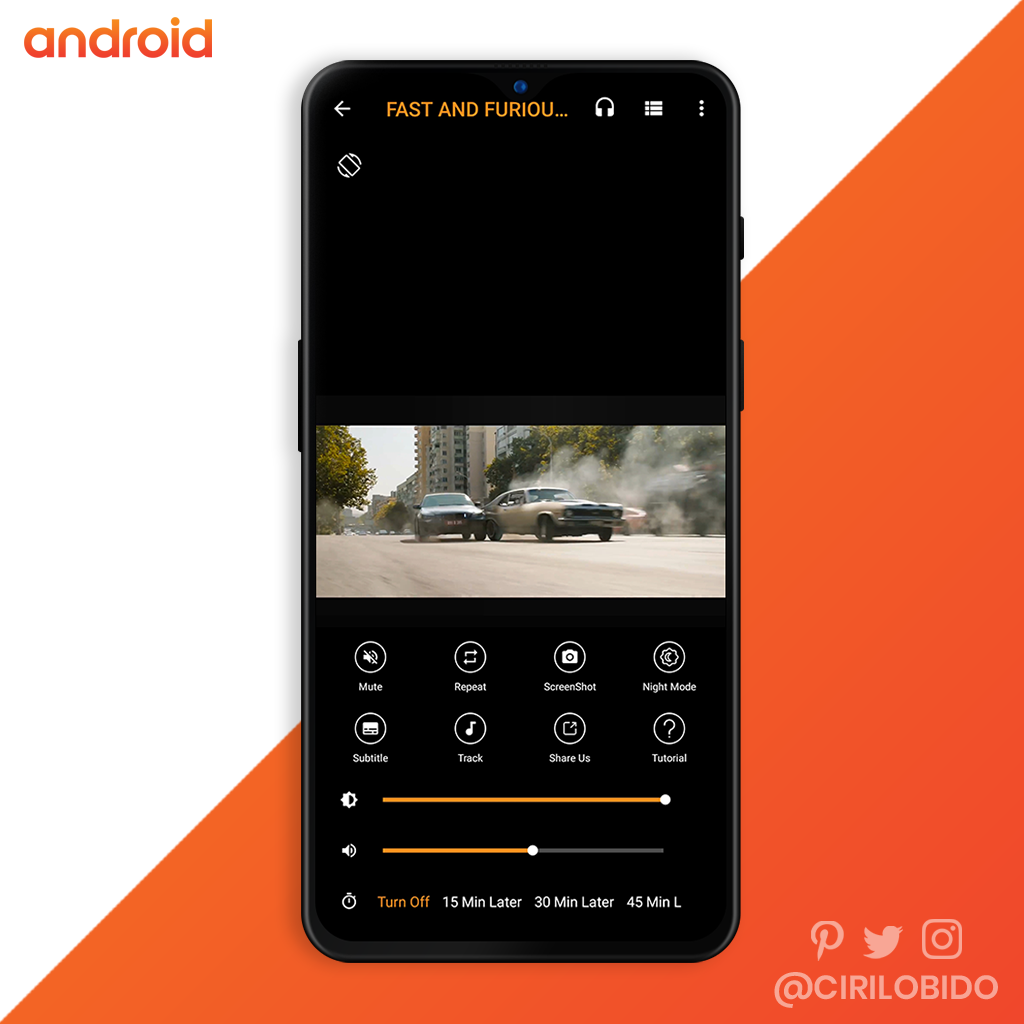 android
FAST AND FURIOU...
Mute Repeat ScreenShot Night Mode
Subtitle Track Share Us Tutorial
Turn Off 15 Min Later 30 Min Later 45 Min L
@CIRILOBIDO